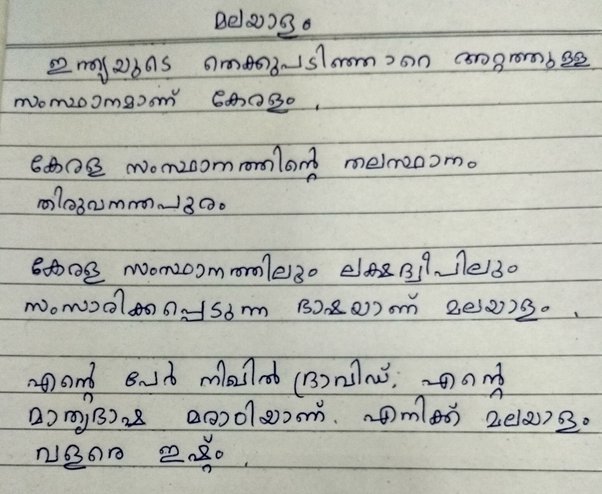 മലയാളം
ഇന്ത്യയുടെ തെക്കുപടിഞ്ഞാറെ അറ്റത്തുള്ള
സംസ്ഥാനമാണ് കേരളം .
കേരള സംസ്ഥാനത്തിന്റെ തലസ്ഥാനം
തിരുവനന്തപുരം
കേരള സംസ്ഥാനത്തിലും ലക്ഷദ്വീപിലും
സംസാരിക്കപ്പെടുന്ന ഭാഷയാണ് മലയാളം .
എന്റെ പേർ നിഖിൽ ദ്രാവിഡ്. എന്റെ
മാതൃഭാഷ മരാഠിയാണ്. എനിക്ക് മലയാളം
വളരെ ഇഷ്ടം .